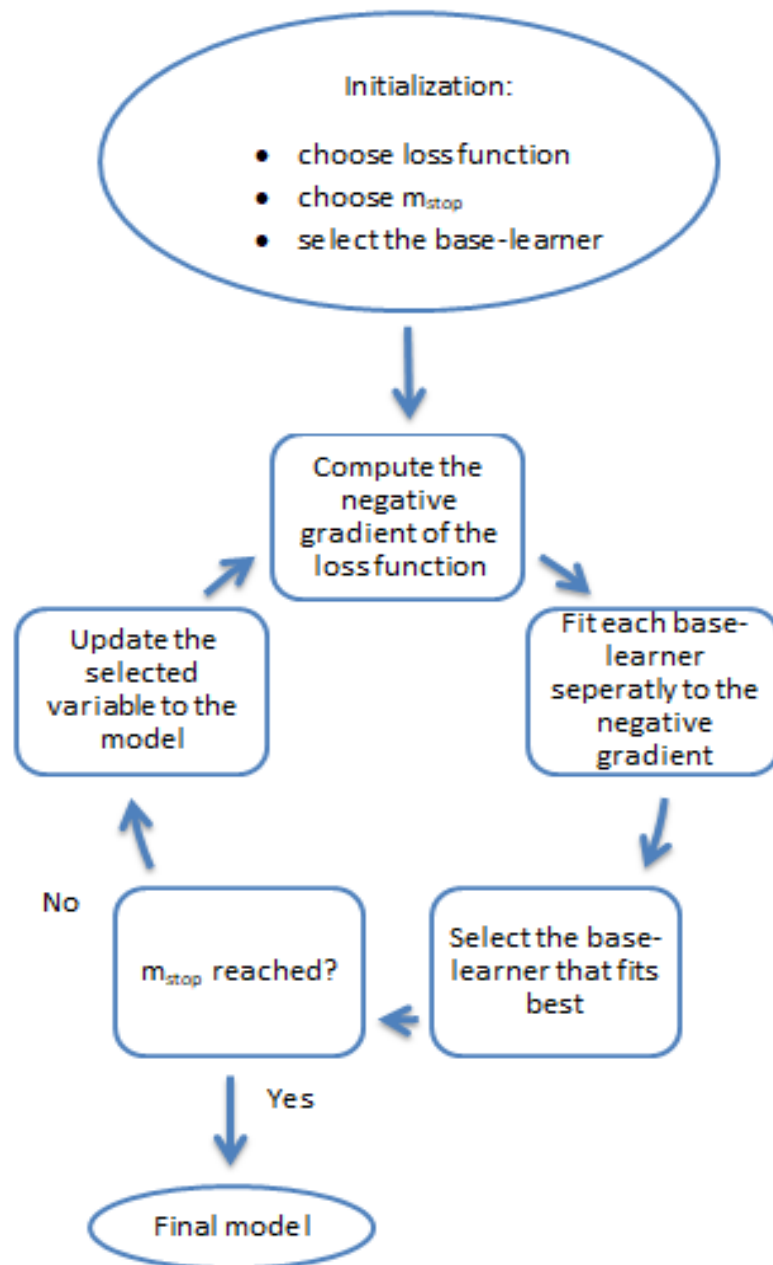 Initialization:
• choose loss function
• choose mstop
• select the base-learner
Compute the
negative
gradient of the
loss function
Update the
selected
variable to the
model
Fit each base-
learner
seperatly to the
negative
gradient
No
mstop reached?
Select the base-
learner that fits
best
Yes
Final model